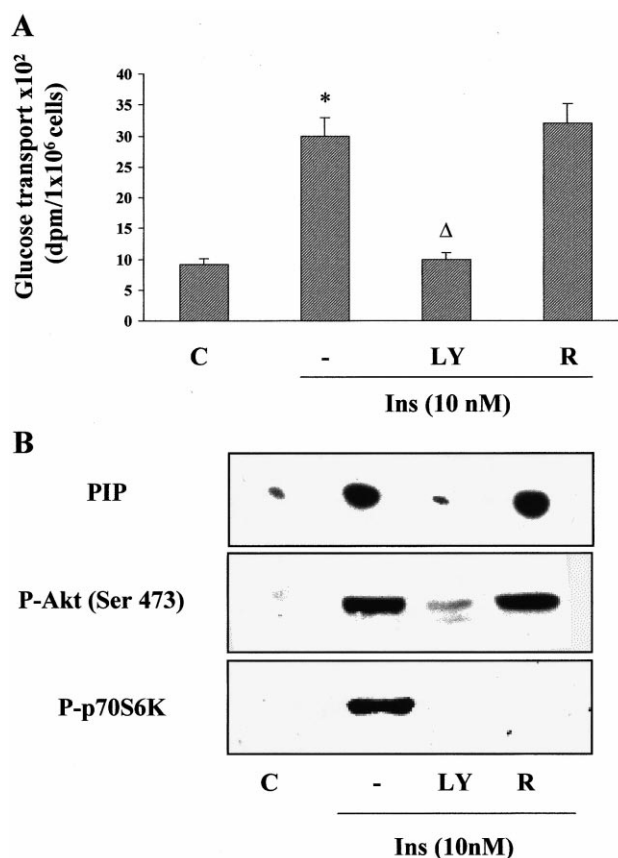 A
Glucose transport x10²
(dpm/1x10⁶ cells)
40
35
30
25
20
15
10
5
0
*
Δ
C
-
LY
R
Ins (10 nM)
B
PIP
P-Akt (Ser 473)
P-p70S6K
C
-
LY
R
Ins (10nM)